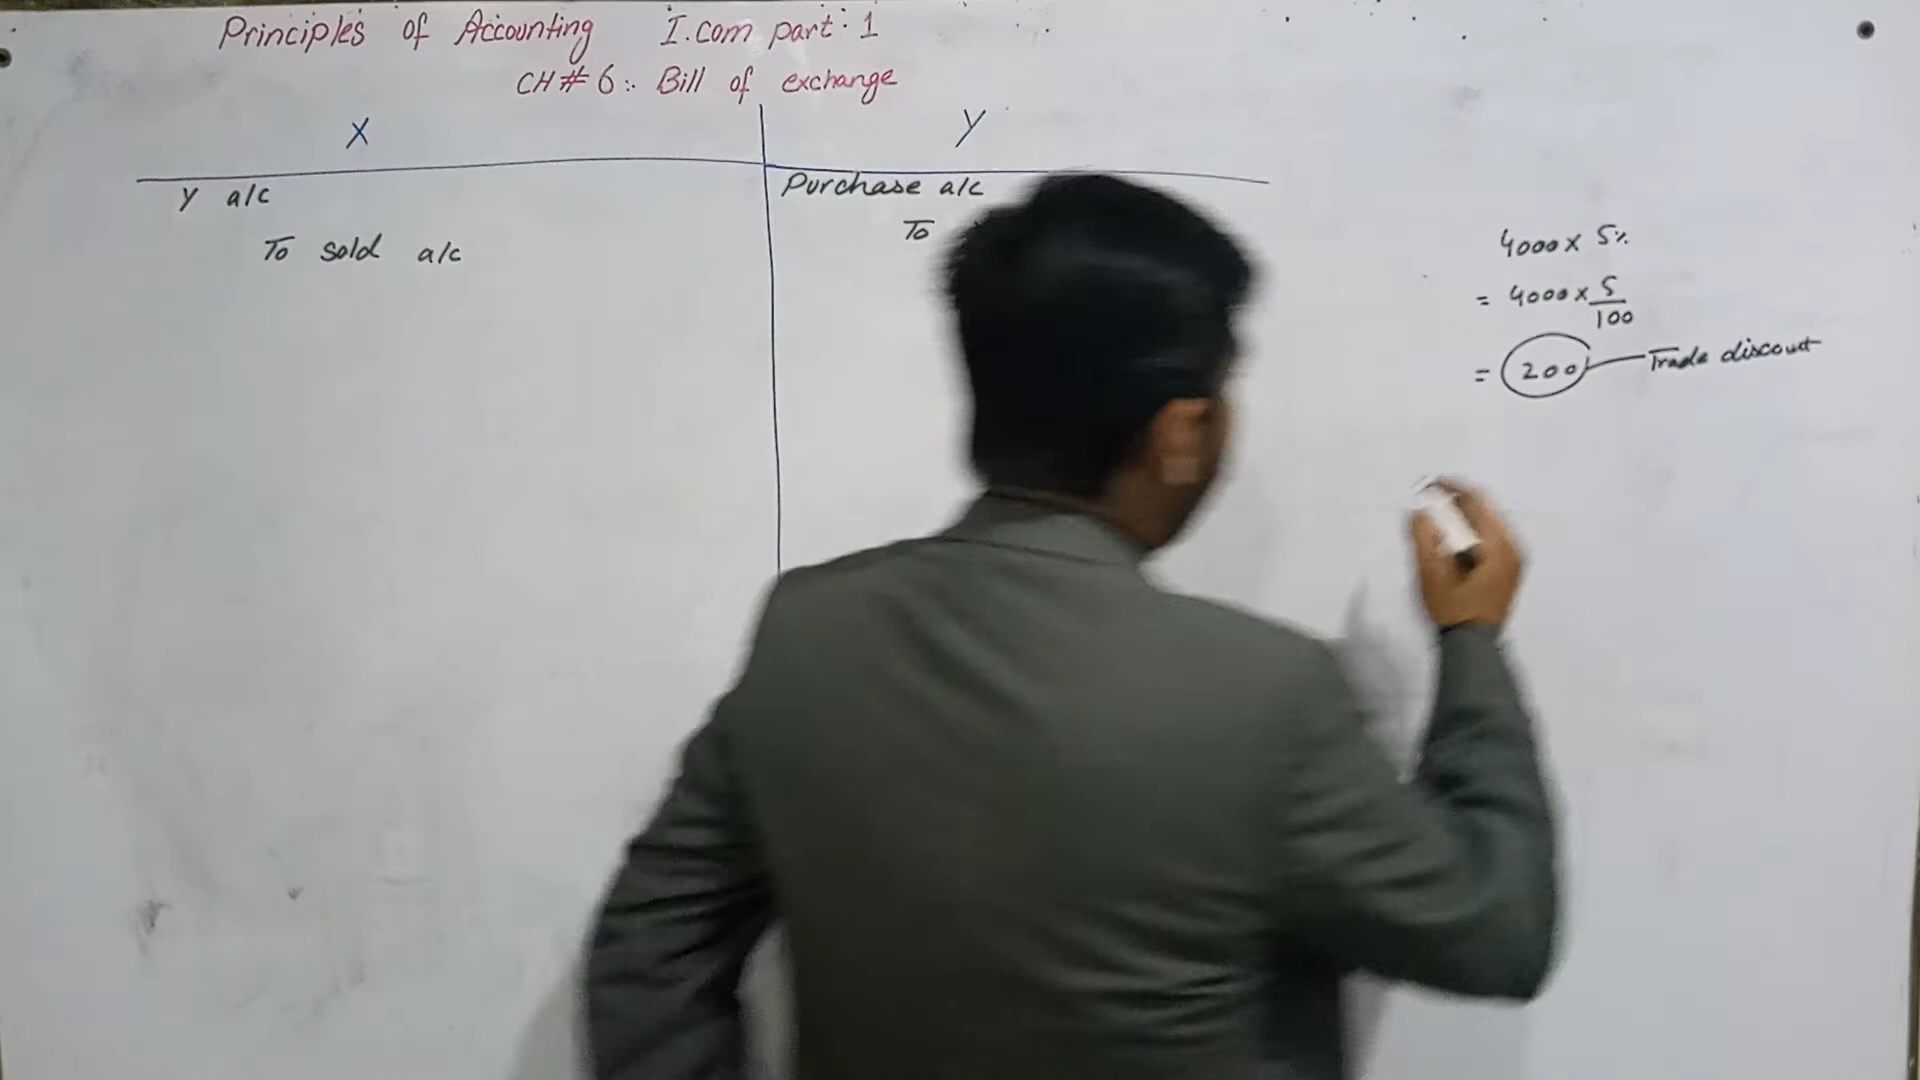 Principles of Accounting I.com part: 1
CH# 6:. Bill of exchange
X
Y
Y a/c
To sold a/c
Purchase a/c
To
4000 x 5%
= 4000 x 5/100
= 200 Trade discount